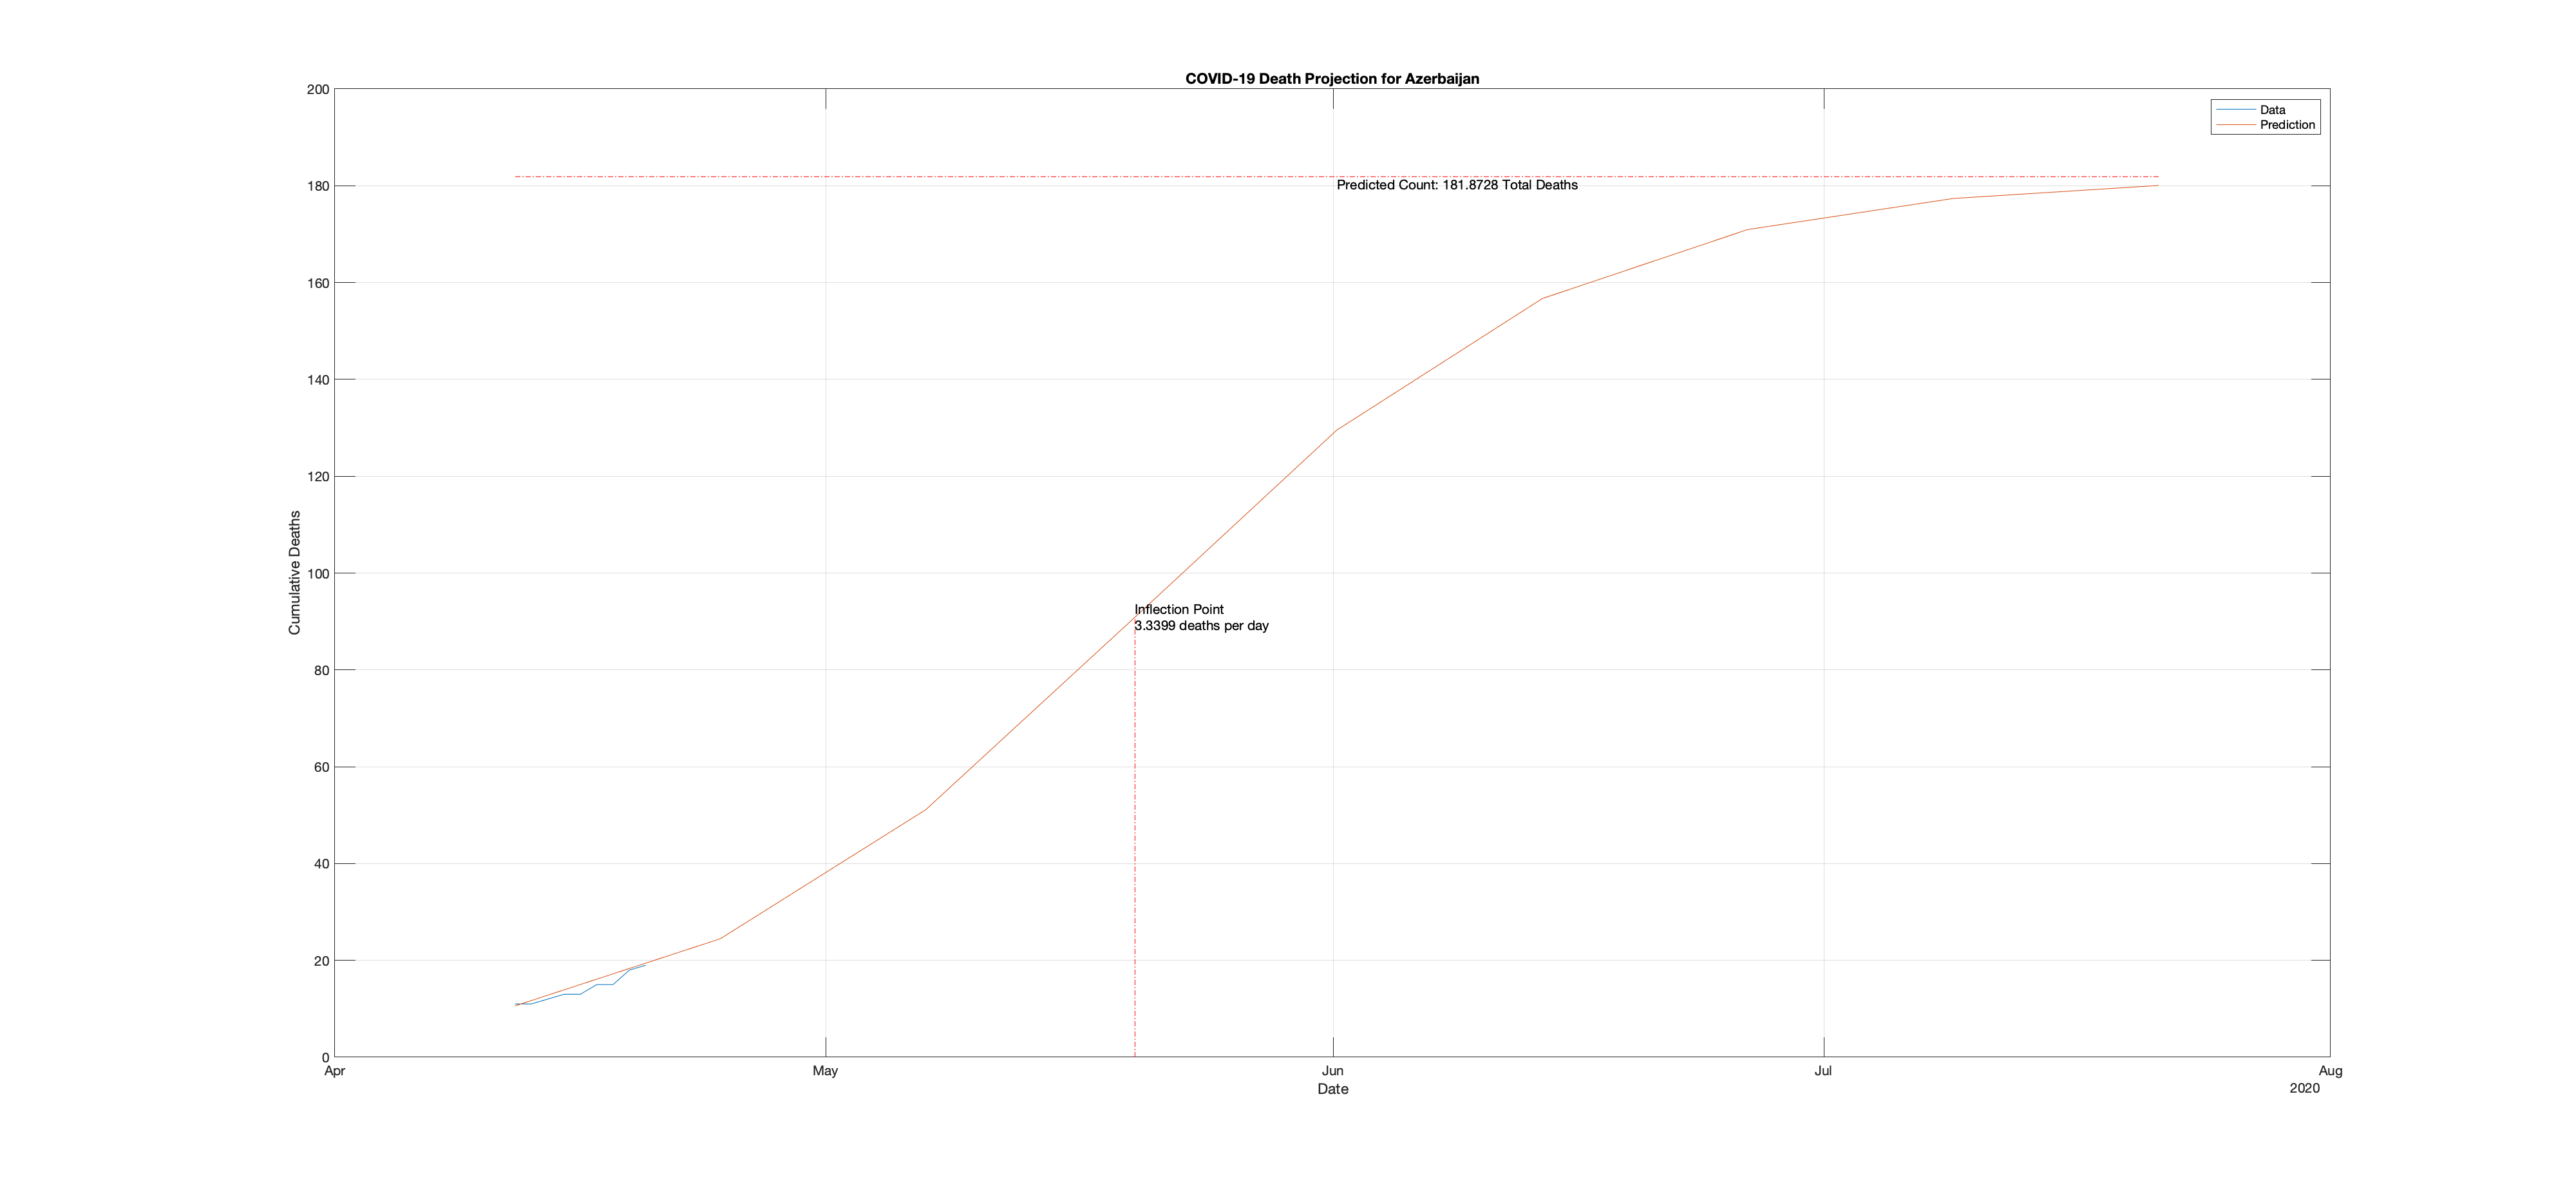 COVID-19 Death Projection for Azerbaijan
200
180
160
140
120
100
80
60
40
20
0
Cumulative Deaths
Data
Prediction
Predicted Count: 181.8728 Total Deaths
Inflection Point
3.3399 deaths per day
Apr May Jun Jul Aug
Date
2020